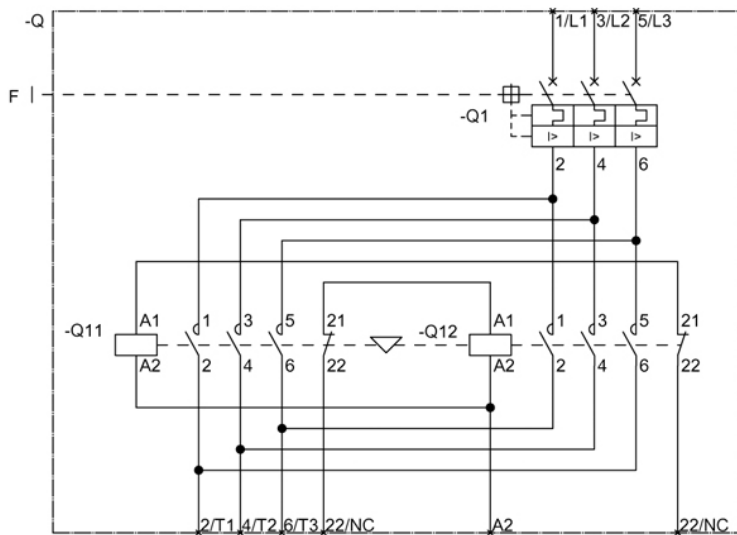 -Q 1/L1 3/L2 5/L3
F
-Q1
I> I> I>
2 4 6
-Q11 A1 1 3 5 21 -Q12 A1 1 3 5 21
A2 2 4 6 22 A2 2 4 6 22
2/T1 4/T2 6/T3 22/NC A2 22/NC